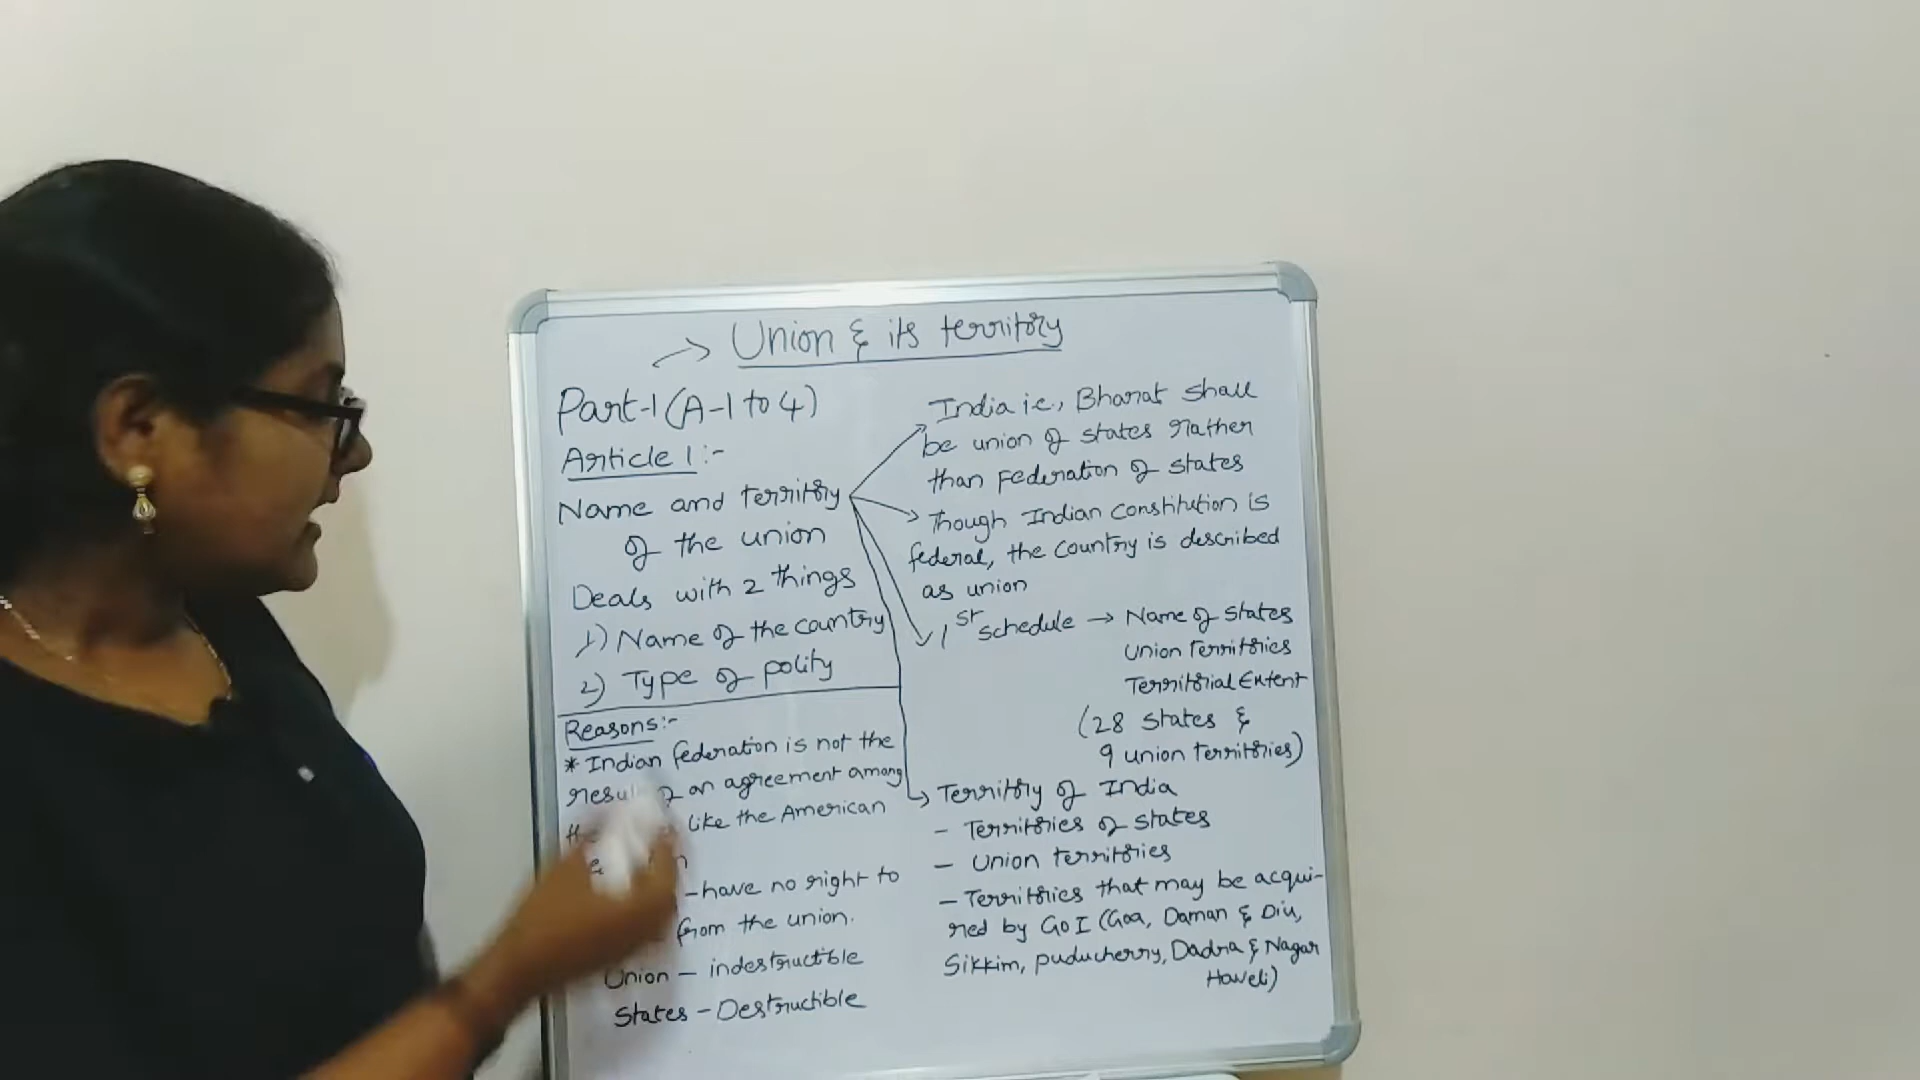 → Union & its territory
Part-1 (A-1 to 4)
Article 1:-
Name and territory
of the union
Deals with 2 things
1) Name of the country
2) Type of polity
Reasons:-
* Indian federation is not the
an agreement among
like the American
- have no right to
from the union.
Union - indestructible
States - Destructible
India i.e., Bharat shall
be union of states rather
than federation of states
Though Indian constitution is
federal, the country is described
as union
1st schedule → Name of states
union territories
Territorial Extent
(28 states &
9 union territories)
Territory of India
- Territories of states
- Union territories
- Territories that may be acqui-
red by GoI (Goa, Daman & Diu,
Sikkim, puducherry, Dadra & Nagar
Haveli)